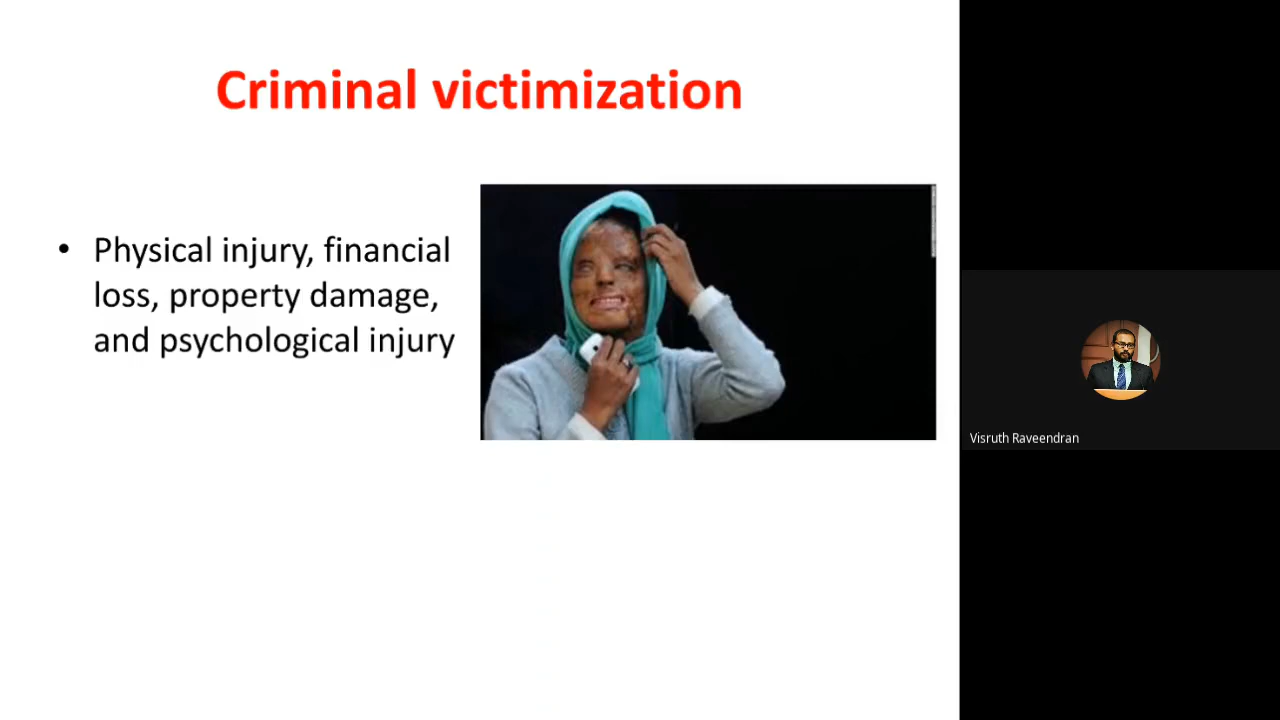 Criminal victimization
• Physical injury, financial
loss, property damage,
and psychological injury
Visruth Raveendran